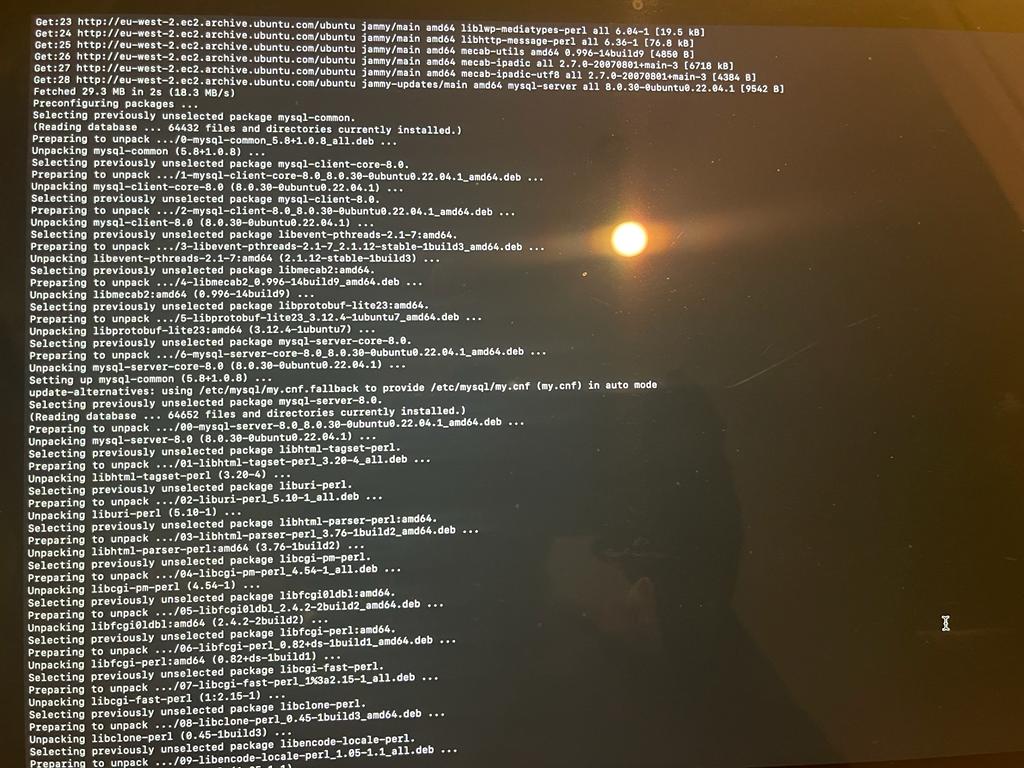 Get:23 http://eu-west-2.ec2.archive.ubuntu.com/ubuntu jammy/main amd64 liblwp-mediatypes-perl all 6.04-1 [19.5 kB]
Get:24 http://eu-west-2.ec2.archive.ubuntu.com/ubuntu jammy/main amd64 libhttp-message-perl all 6.36-1 [76.8 kB]
Get:25 http://eu-west-2.ec2.archive.ubuntu.com/ubuntu jammy/main amd64 mecab-utils amd64 0.996-14build9 [4850 B]
Get:26 http://eu-west-2.ec2.archive.ubuntu.com/ubuntu jammy/main amd64 mecab-ipadic all 2.7.0-20070801+main-3 [6718 kB]
Get:27 http://eu-west-2.ec2.archive.ubuntu.com/ubuntu jammy/main amd64 mecab-ipadic-utf8 all 2.7.0-20070801+main-3 [4384 B]
Get:28 http://eu-west-2.ec2.archive.ubuntu.com/ubuntu jammy-updates/main amd64 mysql-server all 8.0.30-0ubuntu0.22.04.1 [9542 B]
Fetched 29.3 MB in 2s (18.3 MB/s)
Preconfiguring packages ...
Selecting previously unselected package mysql-common.
(Reading database ... 64432 files and directories currently installed.)
Preparing to unpack .../0-mysql-common_5.8+1.0.8_all.deb ...
Unpacking mysql-common (5.8+1.0.8) ...
Selecting previously unselected package mysql-client-core-8.0.
Preparing to unpack .../1-mysql-client-core-8.0_8.0.30-0ubuntu0.22.04.1_amd64.deb ...
Unpacking mysql-client-core-8.0 (8.0.30-0ubuntu0.22.04.1) ...
Selecting previously unselected package mysql-client-8.0.
Preparing to unpack .../2-mysql-client-8.0_8.0.30-0ubuntu0.22.04.1_amd64.deb ...
Unpacking mysql-client-8.0 (8.0.30-0ubuntu0.22.04.1) ...
Selecting previously unselected package libevent-pthreads-2.1-7:amd64.
Preparing to unpack .../3-libevent-pthreads-2.1-7_2.1.12-stable-1build3_amd64.deb ...
Unpacking libevent-pthreads-2.1-7:amd64 (2.1.12-stable-1build3) ...
Selecting previously unselected package libmecab2:amd64.
Preparing to unpack .../4-libmecab2_0.996-14build9_amd64.deb ...
Unpacking libmecab2:amd64 (0.996-14build9) ...
Selecting previously unselected package libprotobuf-lite23:amd64.
Preparing to unpack .../5-libprotobuf-lite23_3.12.4-1ubuntu7_amd64.deb ...
Unpacking libprotobuf-lite23:amd64 (3.12.4-1ubuntu7) ...
Selecting previously unselected package mysql-server-core-8.0.
Preparing to unpack .../6-mysql-server-core-8.0_8.0.30-0ubuntu0.22.04.1_amd64.deb ...
Unpacking mysql-server-core-8.0 (8.0.30-0ubuntu0.22.04.1) ...
Setting up mysql-common (5.8+1.0.8) ...
update-alternatives: using /etc/mysql/my.cnf.fallback to provide /etc/mysql/my.cnf (my.cnf) in auto mode
Selecting previously unselected package mysql-server-8.0.
(Reading database ... 64652 files and directories currently installed.)
Preparing to unpack .../00-mysql-server-8.0_8.0.30-0ubuntu0.22.04.1_amd64.deb ...
Unpacking mysql-server-8.0 (8.0.30-0ubuntu0.22.04.1) ...
Selecting previously unselected package libhtml-tagset-perl.
Preparing to unpack .../01-libhtml-tagset-perl_3.20-4_all.deb ...
Unpacking libhtml-tagset-perl (3.20-4) ...
Selecting previously unselected package liburi-perl.
Preparing to unpack .../02-liburi-perl_5.10-1_all.deb ...
Unpacking liburi-perl (5.10-1) ...
Selecting previously unselected package libhtml-parser-perl:amd64.
Preparing to unpack .../03-libhtml-parser-perl_3.76-1build2_amd64.deb ...
Unpacking libhtml-parser-perl:amd64 (3.76-1build2) ...
Selecting previously unselected package libcgi-pm-perl.
Preparing to unpack .../04-libcgi-pm-perl_4.54-1_all.deb ...
Unpacking libcgi-pm-perl (4.54-1) ...
Selecting previously unselected package libfcgi0ldbl:amd64.
Preparing to unpack .../05-libfcgi0ldbl_2.4.2-2build2_amd64.deb ...
Unpacking libfcgi0ldbl:amd64 (2.4.2-2build2) ...
Selecting previously unselected package libfcgi-perl:amd64.
Preparing to unpack .../06-libfcgi-perl_0.82+ds-1build1_amd64.deb ...
Unpacking libfcgi-perl:amd64 (0.82+ds-1build1) ...
Selecting previously unselected package libcgi-fast-perl.
Preparing to unpack .../07-libcgi-fast-perl_1%3a2.15-1_all.deb ...
Unpacking libcgi-fast-perl (1:2.15-1) ...
Selecting previously unselected package libclone-perl.
Preparing to unpack .../08-libclone-perl_0.45-1build3_amd64.deb ...
Unpacking libclone-perl (0.45-1build3) ...
Selecting previously unselected package libencode-locale-perl.
Preparing to unpack .../09-libencode-locale-perl_1.05-1.1_all.deb ...